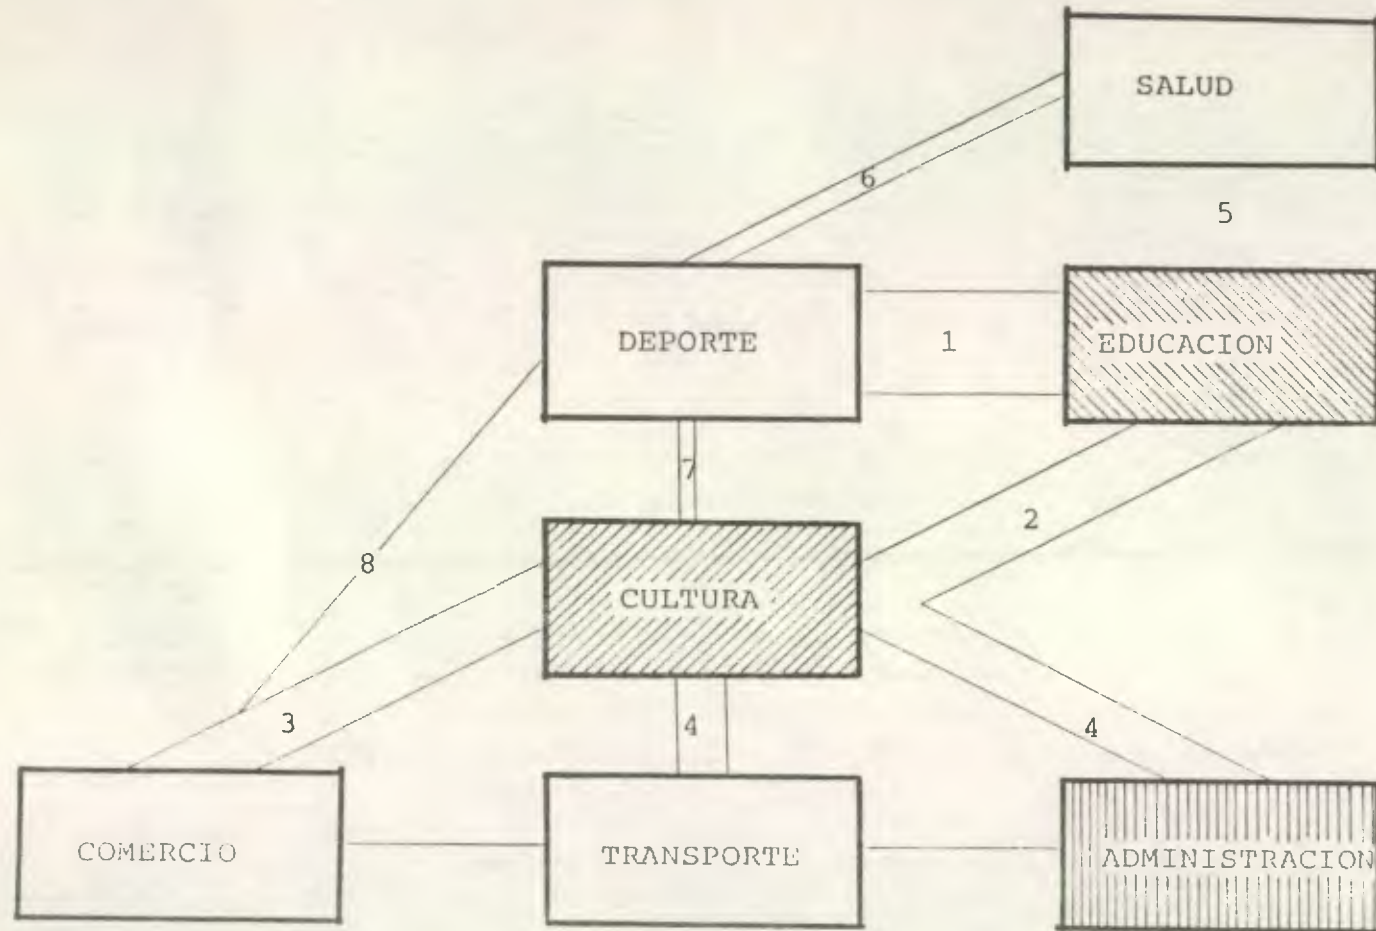 SALUD
6
5
DEPORTE
1
EDUCACION
7
2
8
CULTURA
3
4
4
COMERCIO
TRANSPORTE
ADMINISTRACION